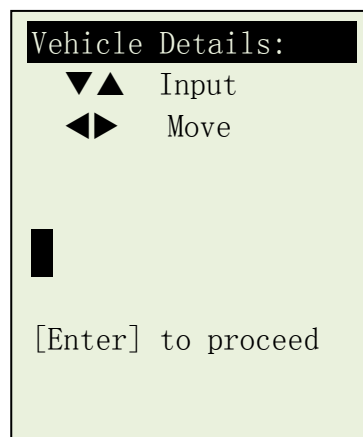 Vehicle Details:
▼▲ Input
◀▶ Move
[Enter] to proceed